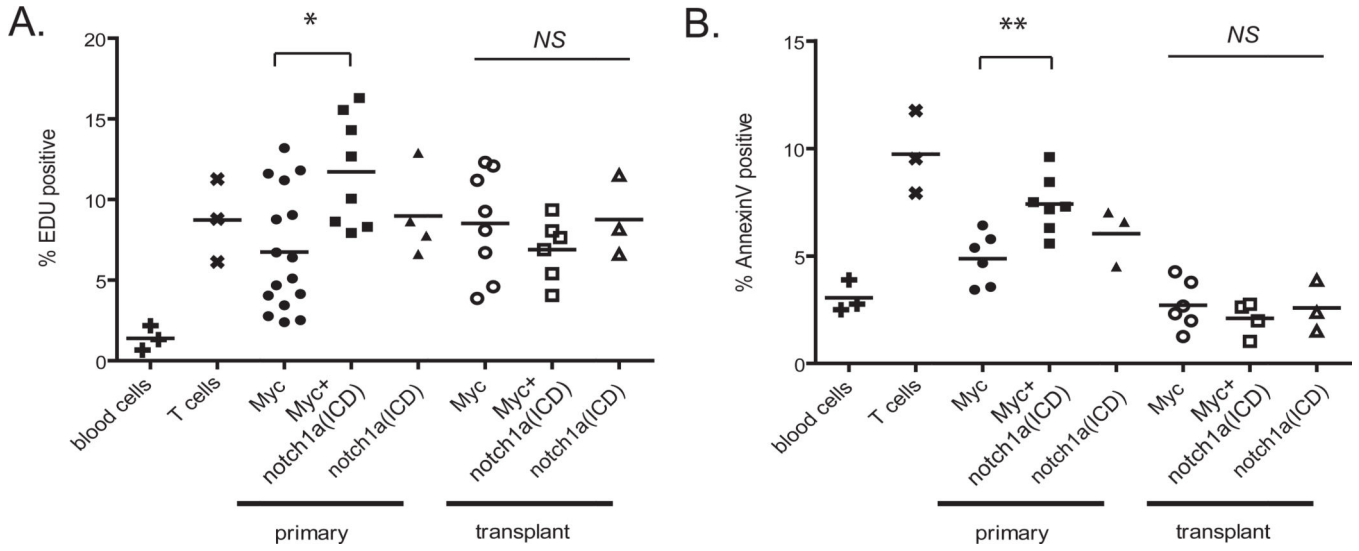 A.
% EDU positive
20
15
10
5
0
*
NS
blood cells
T cells
Myc
Myc+
notch1a(ICD)
notch1a(ICD)
Myc
Myc+
notch1a(ICD)
notch1a(ICD)
primary
transplant
B.
% AnnexinV positive
15
10
5
0
**
NS
blood cells
T cells
Myc
Myc+
notch1a(ICD)
notch1a(ICD)
Myc
Myc+
notch1a(ICD)
notch1a(ICD)
primary
transplant